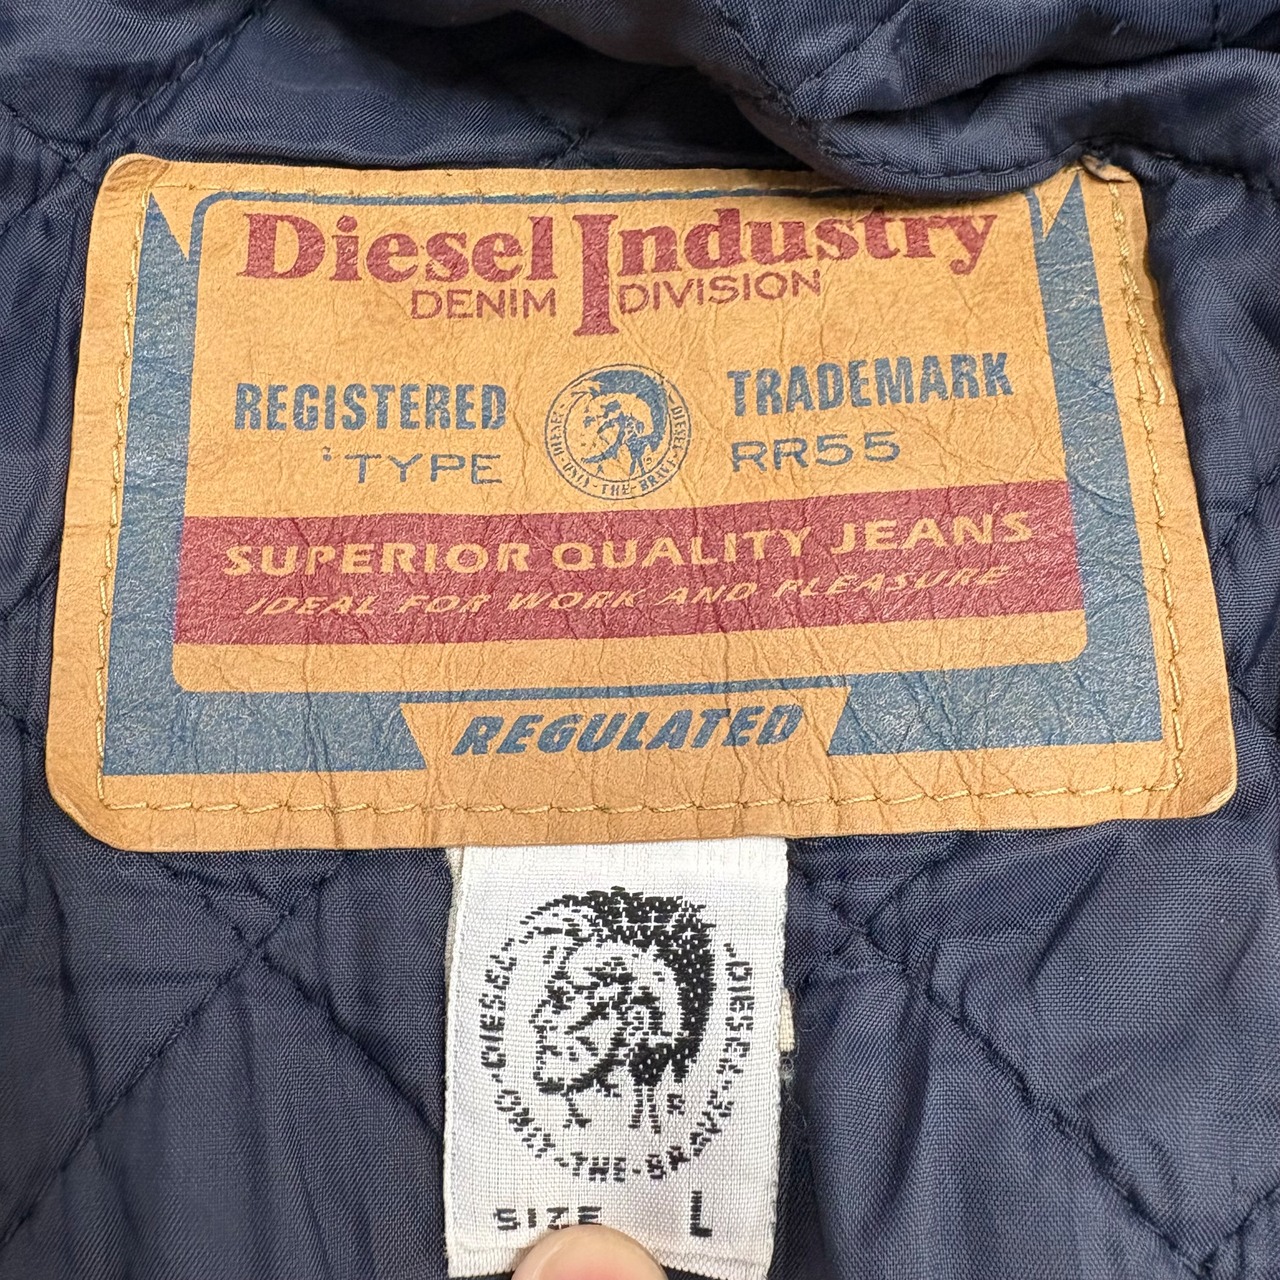 Diesel Industry
DENIM DIVISION
REGISTERED TRADEMARK
TYPE RR55
DIESEL DIESEL
ONLY-THE-BRAVE
SUPERIOR QUALITY JEANS
IDEAL FOR WORK AND PLEASURE
REGULATED
DIESEL DIESEL
ONLY-THE-BRAVE
SIZE L